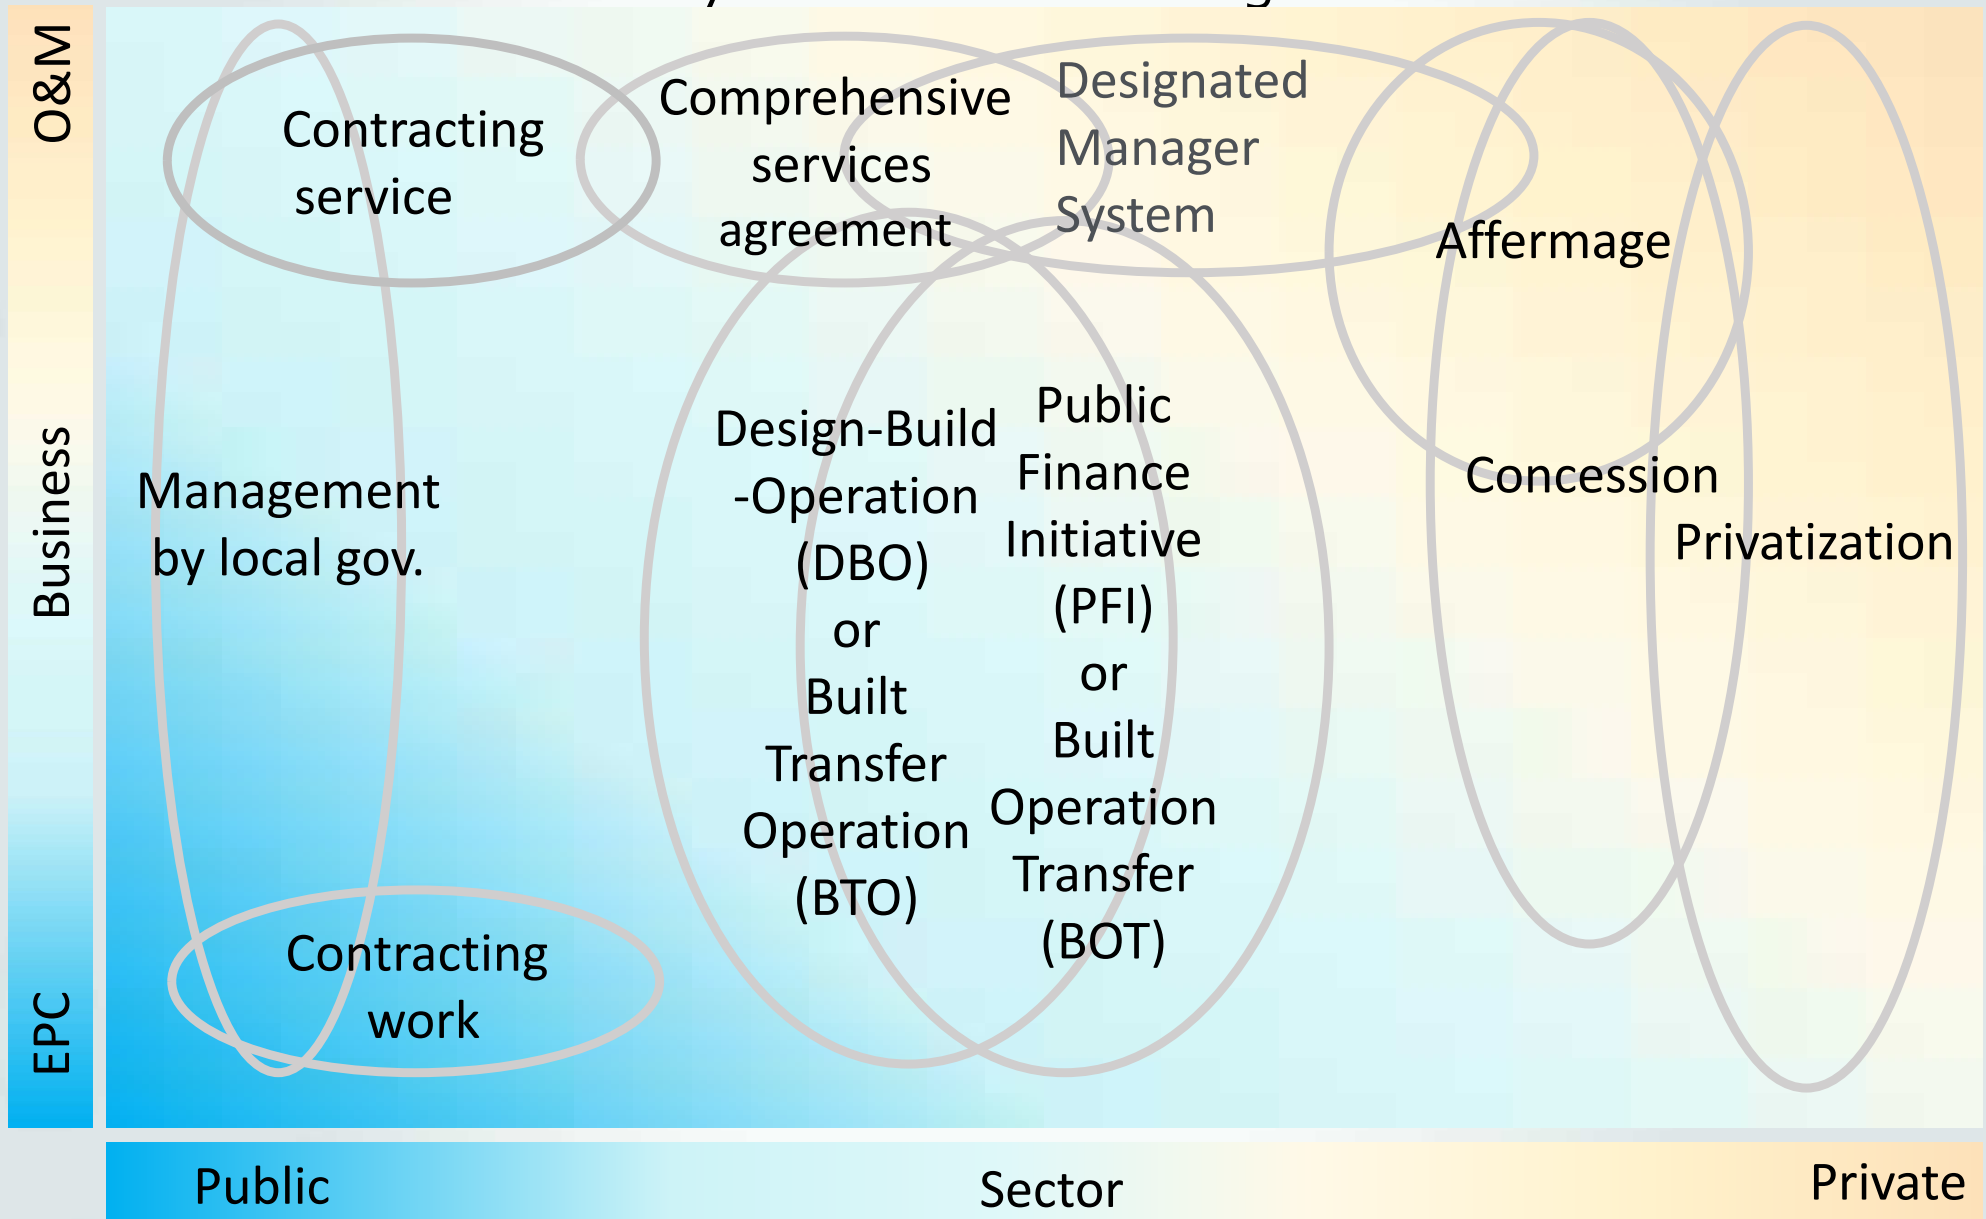 O&M
Business
EPC
Contracting
service
Comprehensive
services
agreement
Designated
Manager
System
Affermage
Management
by local gov.
Design-Build
-Operation
(DBO)
or
Built
Transfer
Operation
(BTO)
Public
Finance
Initiative
(PFI)
or
Built
Operation
Transfer
(BOT)
Concession
Privatization
Contracting
work
Public
Sector
Private